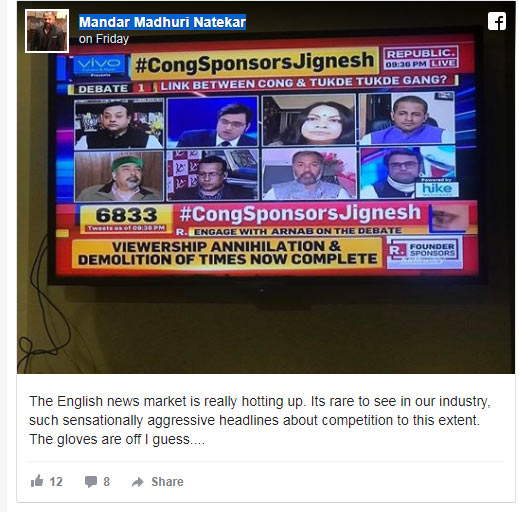 Mandar Madhuri Natekar
on Friday
vivo
Presents
#CongSponsorsJignesh
REPUBLIC.
09:36 PM LIVE
DEBATE 1 LINK BETWEEN CONG & TUKDE TUKDE GANG?
Powered by
hike
6833
Tweets as of 09:36 PM
#CongSponsorsJignesh
R. ENGAGE WITH ARNAB ON THE DEBATE
VIEWERSHIP ANNIHILATION &
DEMOLITION OF TIMES NOW COMPLETE
R. FOUNDER
SPONSORS
The English news market is really hotting up. Its rare to see in our industry,
such sensationally aggressive headlines about competition to this extent.
The gloves are off I guess....
12 8 Share